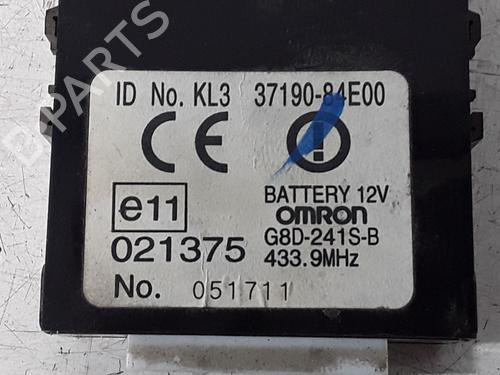 ID No. KL3 37190-84E00
CE
e11
BATTERY 12V
OMRON
021375
G8D-241S-B
433.9MHz
No. 051711
B-PARTS